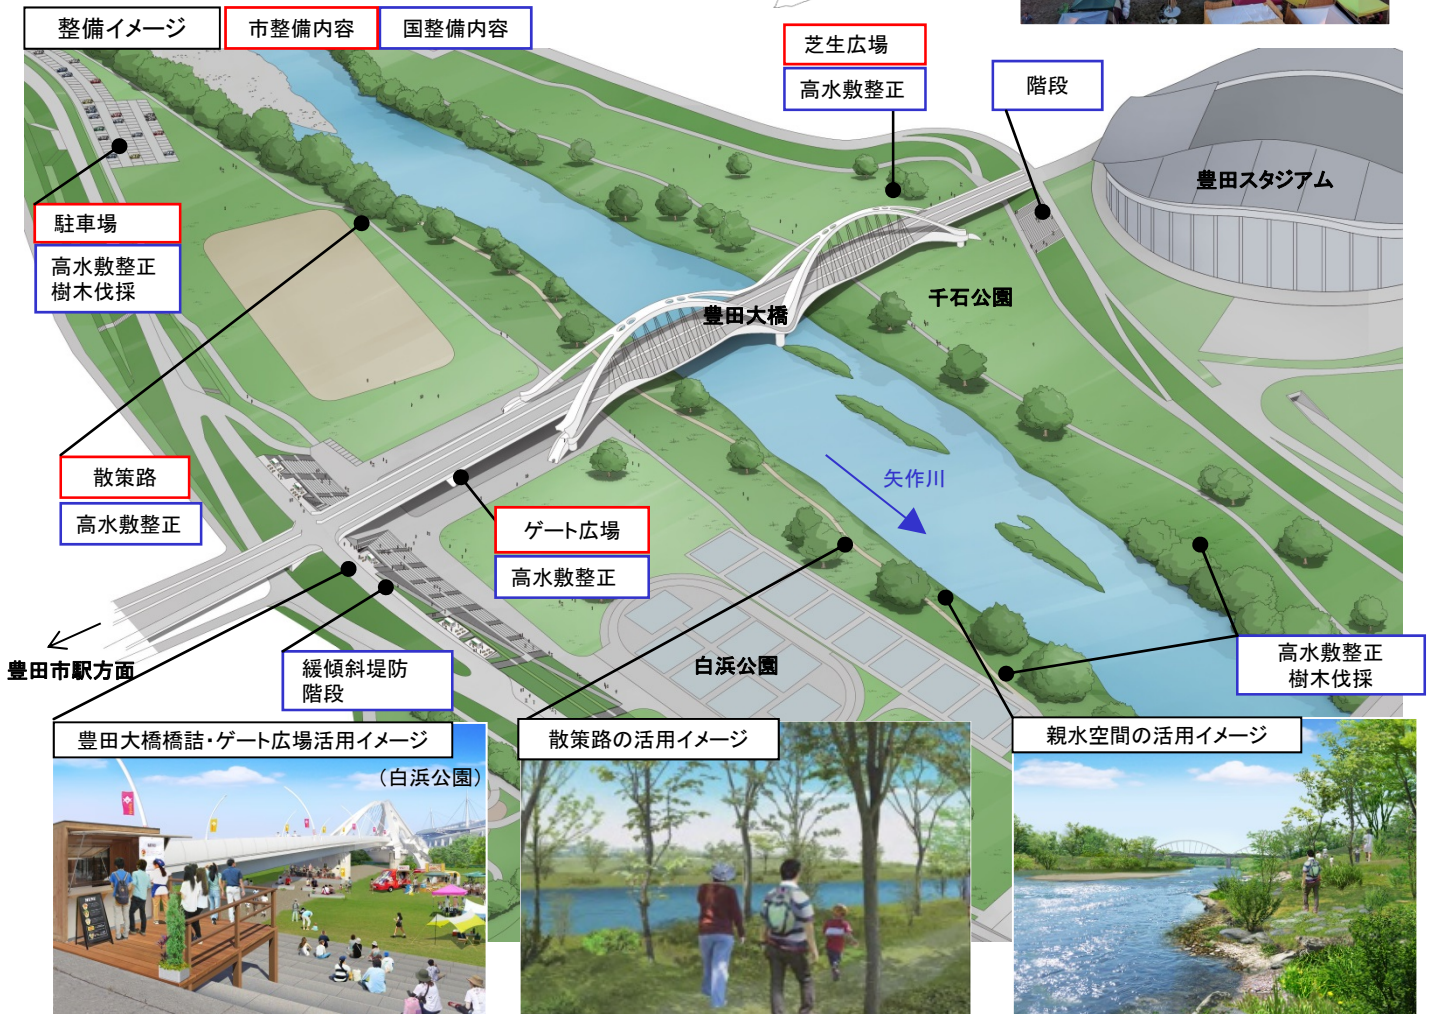 整備イメージ
市整備内容
国整備内容
芝生広場
高水敷整正
階段
豊田スタジアム
駐車場
高水敷整正
樹木伐採
千石公園
豊田大橋
散策路
高水敷整正
矢作川
ゲート広場
高水敷整正
豊田市駅方面
緩傾斜堤防
階段
白浜公園
高水敷整正
樹木伐採
豊田大橋橋詰・ゲート広場活用イメージ
(白浜公園)
散策路の活用イメージ
親水空間の活用イメージ